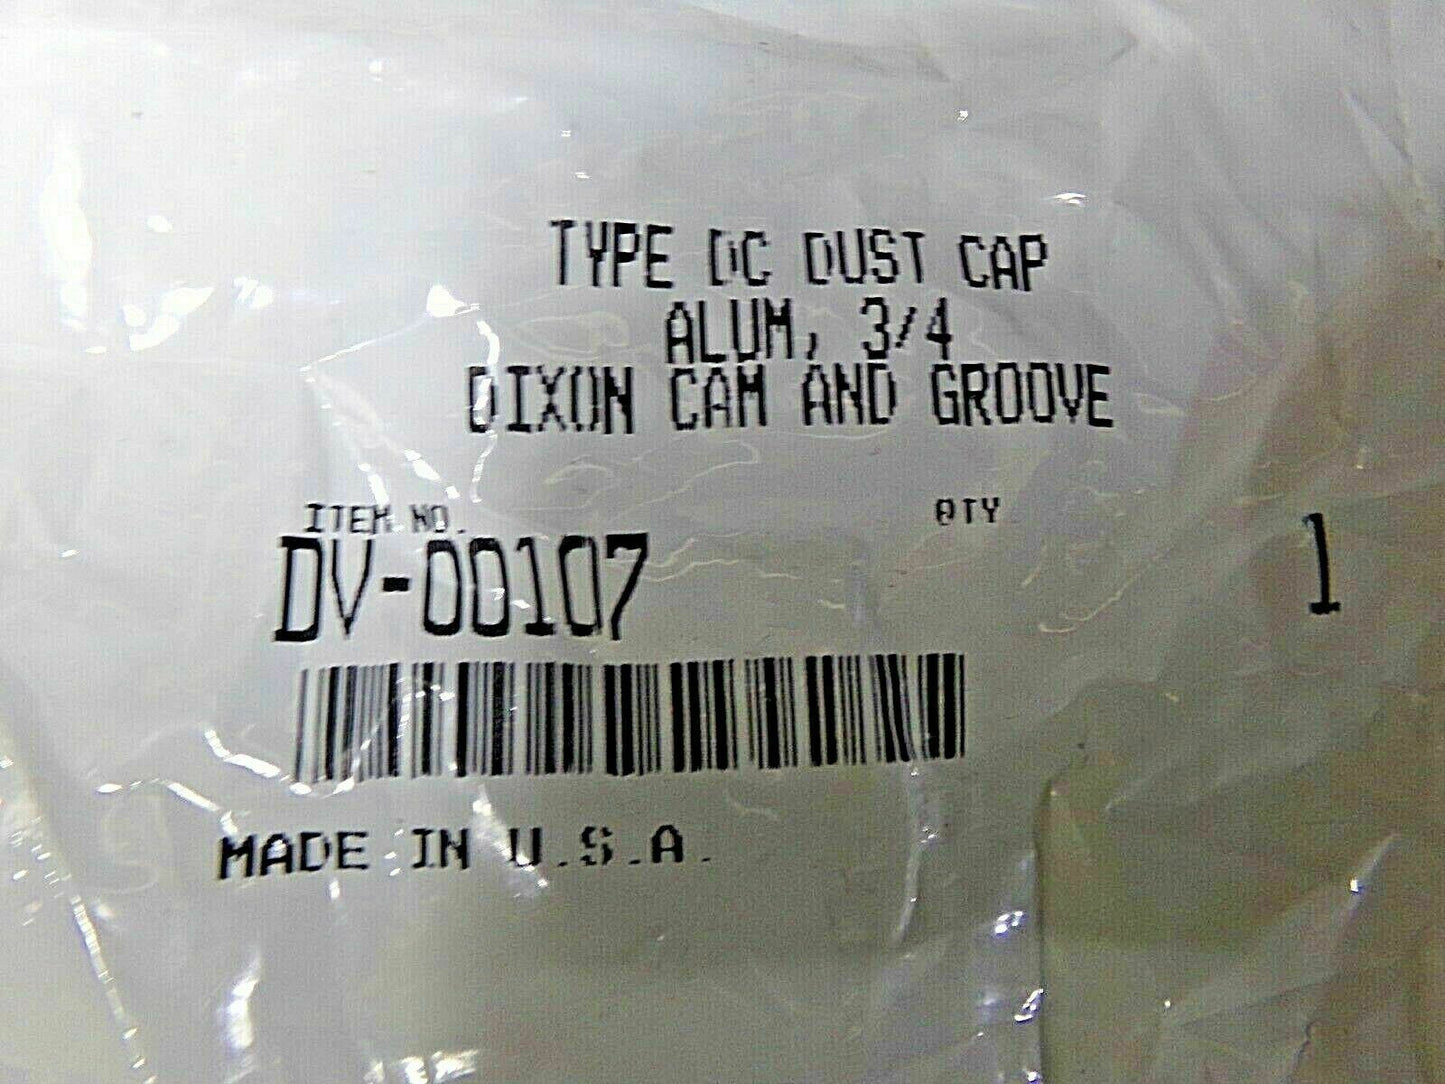 TYPE DC DUST CAP
ALUM, 3/4
DIXON CAM AND GROOVE
ITEM NO. QTY
DV-00107 1
MADE IN U.S.A.